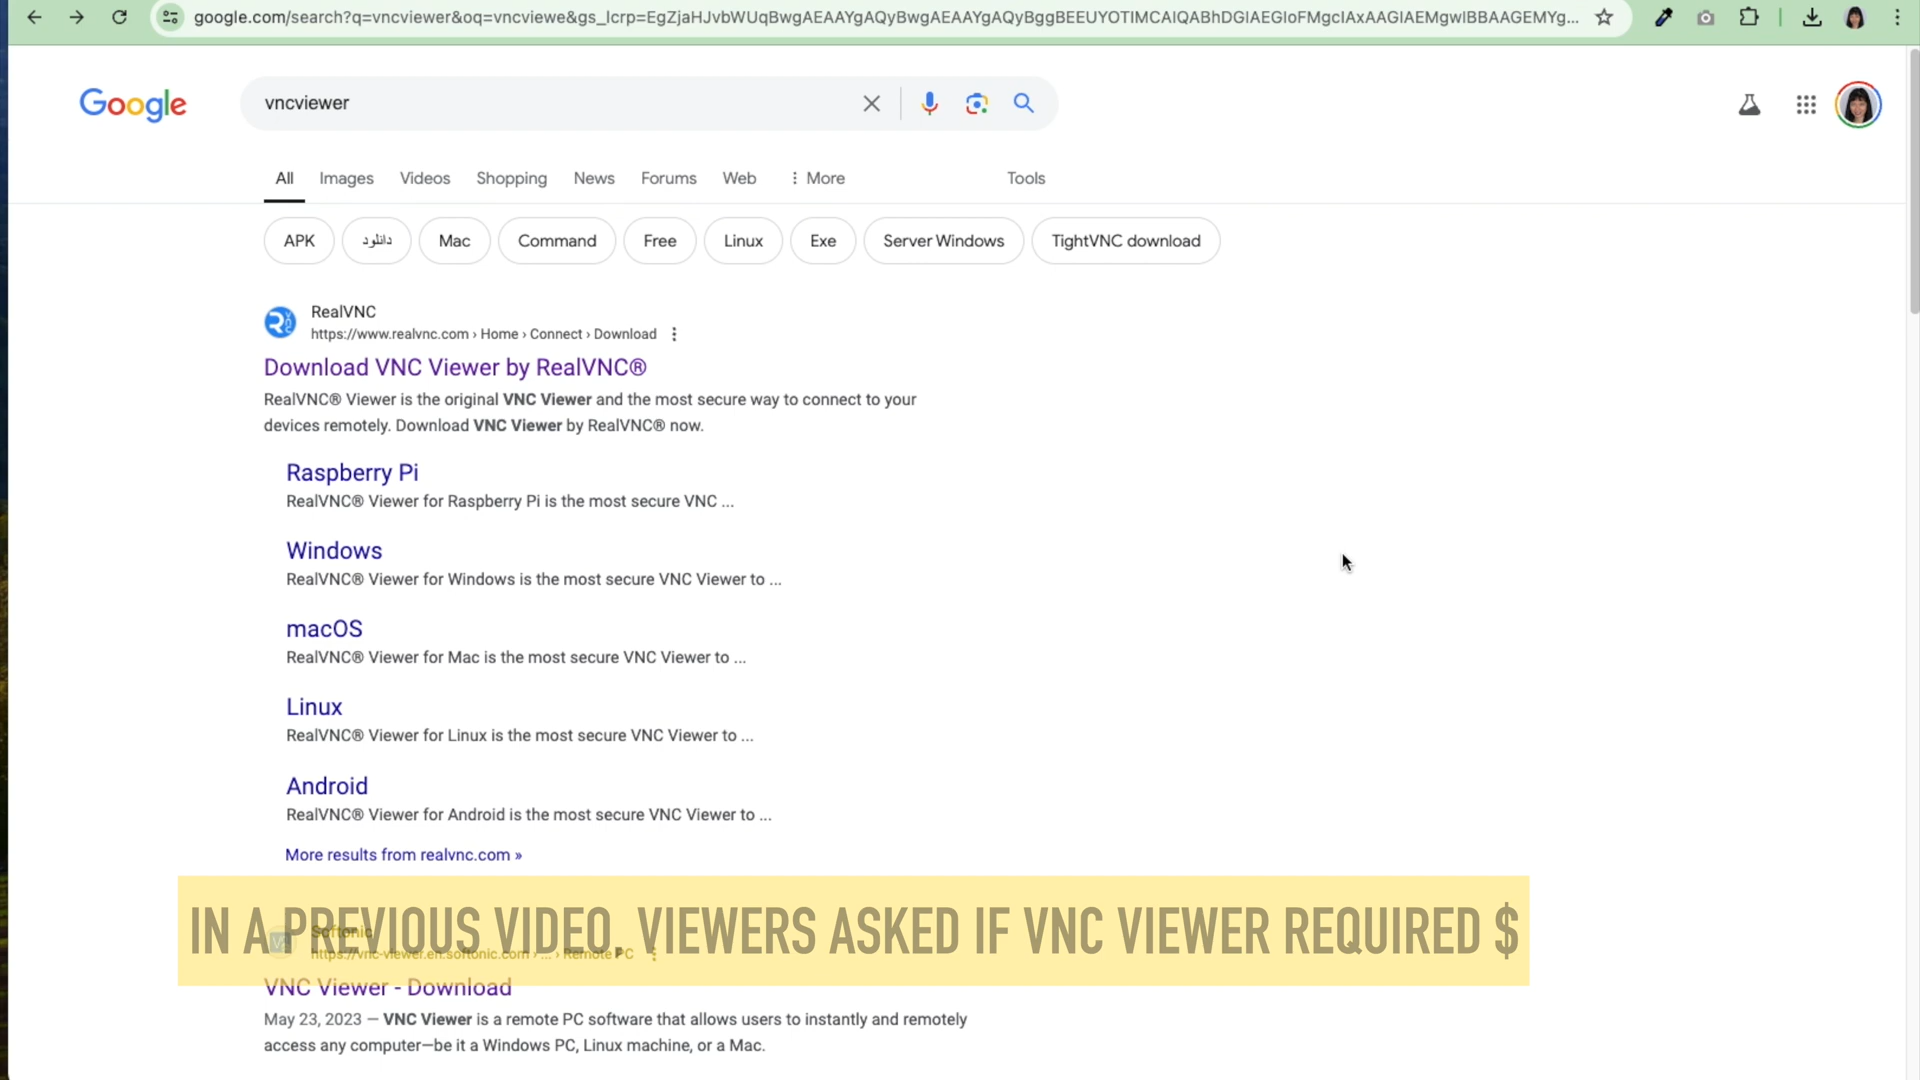 google.com/search?q=vncviewer&oq=vncviewe&gs_lcrp=EgZjaHJvbWUqBwgAEAAYgAQyBwgAEAAYgAQyBggBEEUYOTIMCAIQABhDGIAEGIoFMgcIAxAAGIAEMgwIBBAAGEMYg...
Google
vncviewer
All Images Videos Shopping News Forums Web More Tools
APK دانلود Mac Command Free Linux Exe Server Windows TightVNC download
RealVNC
https://www.realvnc.com › Home › Connect › Download
Download VNC Viewer by RealVNC®
RealVNC® Viewer is the original VNC Viewer and the most secure way to connect to your
devices remotely. Download VNC Viewer by RealVNC® now.
Raspberry Pi
RealVNC® Viewer for Raspberry Pi is the most secure VNC ...
Windows
RealVNC® Viewer for Windows is the most secure VNC Viewer to ...
macOS
RealVNC® Viewer for Mac is the most secure VNC Viewer to ...
Linux
RealVNC® Viewer for Linux is the most secure VNC Viewer to ...
Android
RealVNC® Viewer for Android is the most secure VNC Viewer to ...
More results from realvnc.com »
IN A PREVIOUS VIDEO, VIEWERS ASKED IF VNC VIEWER REQUIRED $
Softonic
https://vnc-viewer.en.softonic.com › ... › Remote PC
VNC Viewer - Download
May 23, 2023 — VNC Viewer is a remote PC software that allows users to instantly and remotely
access any computer—be it a Windows PC, Linux machine, or a Mac.